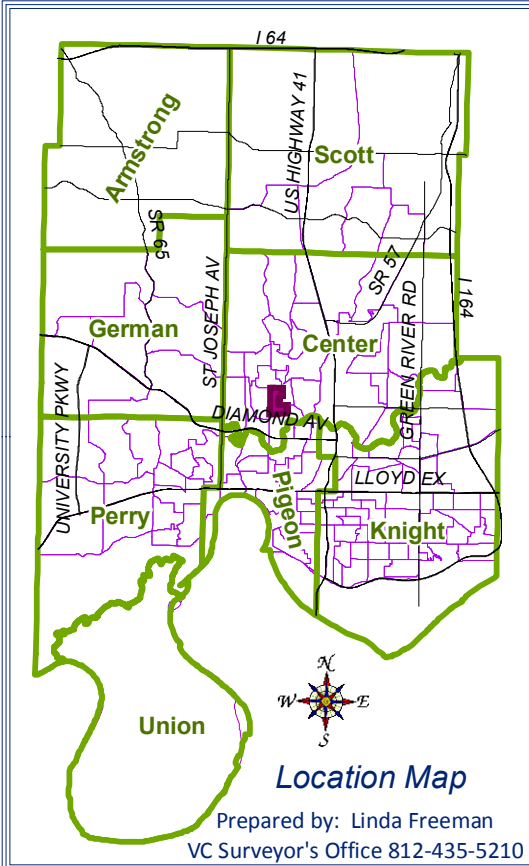 I 64
Armstrong
Scott
US HIGHWAY 41
SR 65
SR 57
I 164
ST JOSEPH AV
German
Center
GREEN RIVER RD
UNIVERSITY PKWY
DIAMOND AV
LLOYD EX
Pigeon
Perry
Knight
N
W
E
S
Union
Location Map
Prepared by: Linda Freeman
VC Surveyor's Office 812-435-5210